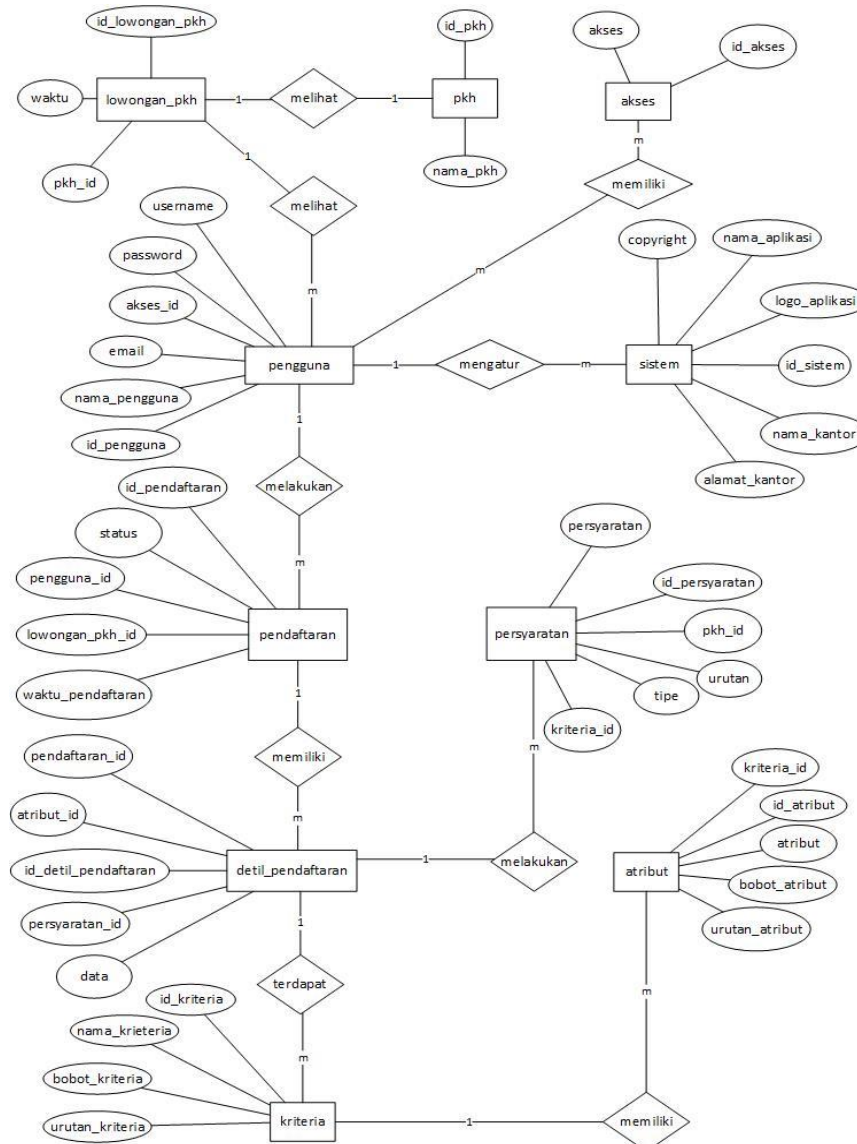 id_lowongan_pkh
id_pkh
akses
id_akses
waktu
lowongan_pkh
1
melihat
1
pkh
akses
pkh_id
1
nama_pkh
m
melihat
memiliki
username
password
copyright
nama_aplikasi
akses_id
m
m
logo_aplikasi
email
pengguna
1
mengatur
m
sistem
id_sistem
nama_pengguna
id_pengguna
1
nama_kantor
alamat_kantor
id_pendaftaran
melakukan
status
persyaratan
pengguna_id
m
id_persyaratan
lowongan_pkh_id
pendaftaran
persyaratan
pkh_id
urutan
waktu_pendaftaran
1
tipe
kriteria_id
pendaftaran_id
memiliki
m
kriteria_id
atribut_id
m
id_atribut
atribut
id_detil_pendaftaran
detil_pendaftaran
1
melakukan
atribut
bobot_atribut
persyaratan_id
1
urutan_atribut
data
terdapat
id_kriteria
m
nama_krieteria
m
bobot_kriteria
urutan_kriteria
kriteria
1
memiliki